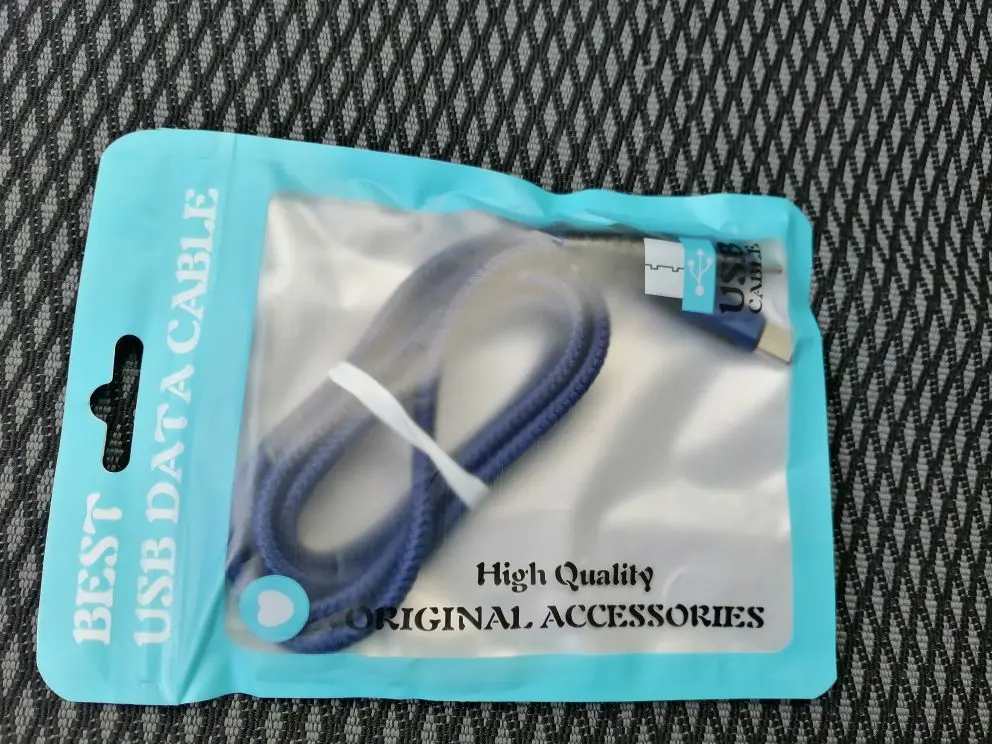 BEST
USB DATA CABLE
USB
CABLE
High Quality
ORIGINAL ACCESSORIES